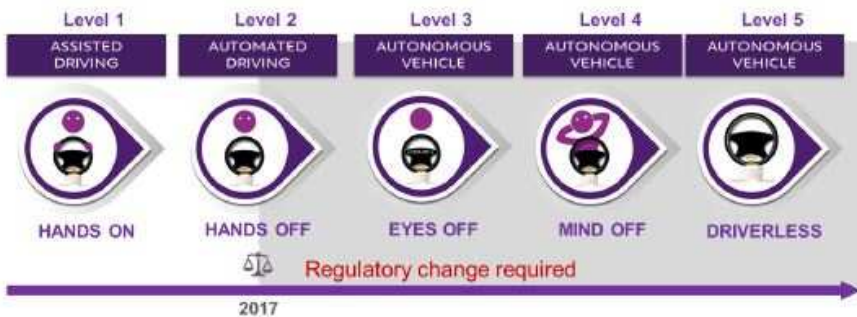 Level 1
Level 2
Level 3
Level 4
Level 5
ASSISTED
DRIVING
AUTOMATED
DRIVING
AUTONOMOUS
VEHICLE
AUTONOMOUS
VEHICLE
AUTONOMOUS
VEHICLE
HANDS ON
HANDS OFF
EYES OFF
MIND OFF
DRIVERLESS
Regulatory change required
2017